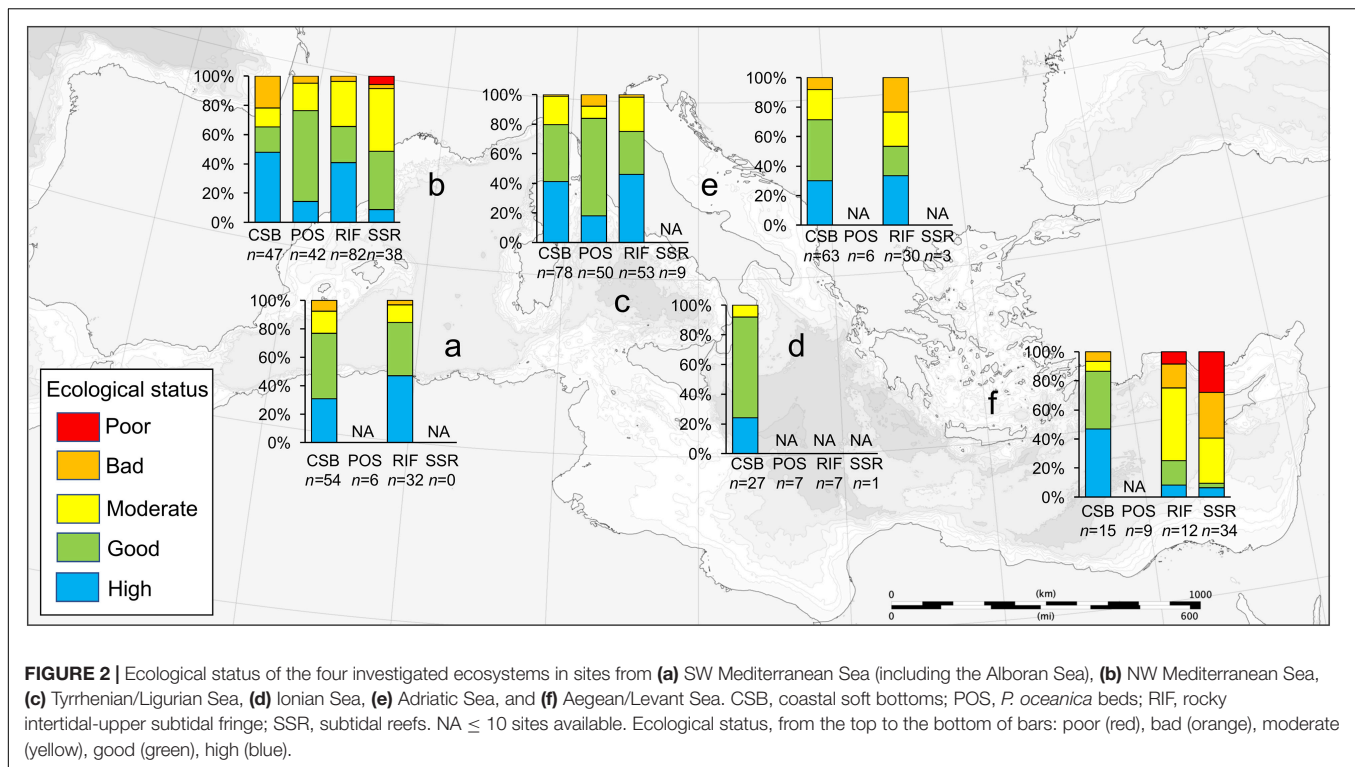 100%
80%
60%
40%
20%
0%
CSB POS RIF SSR
n=47 n=42 n=82 n=38
b
100%
80%
60%
40%
20%
0%
NA
CSB POS RIF SSR
n=78 n=50 n=53 n=9
c
e
100%
80%
60%
40%
20%
0%
NA NA
CSB POS RIF SSR
n=63 n=6 n=30 n=3
100%
80%
60%
40%
20%
0%
NA NA
CSB POS RIF SSR
n=54 n=6 n=32 n=0
a
100%
80%
60%
40%
20%
0%
NA NA NA
CSB POS RIF SSR
n=27 n=7 n=7 n=1
d
f
100%
80%
60%
40%
20%
0%
NA
CSB POS RIF SSR
n=15 n=9 n=12 n=34
Ecological status
Poor
Bad
Moderate
Good
High
0 (km) 1000
0 (mi) 600
FIGURE 2 | Ecological status of the four investigated ecosystems in sites from (a) SW Mediterranean Sea (including the Alboran Sea), (b) NW Mediterranean Sea,
(c) Tyrrhenian/Ligurian Sea, (d) Ionian Sea, (e) Adriatic Sea, and (f) Aegean/Levant Sea. CSB, coastal soft bottoms; POS, P. oceanica beds; RIF, rocky
intertidal-upper subtidal fringe; SSR, subtidal reefs. NA ≤ 10 sites available. Ecological status, from the top to the bottom of bars: poor (red), bad (orange), moderate
(yellow), good (green), high (blue).